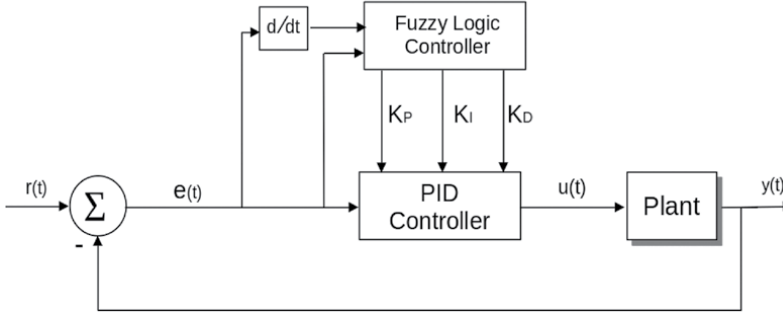 d/dt
Fuzzy Logic
Controller
KP
KI
KD
r(t)
Σ
-
e(t)
PID
Controller
u(t)
Plant
y(t)